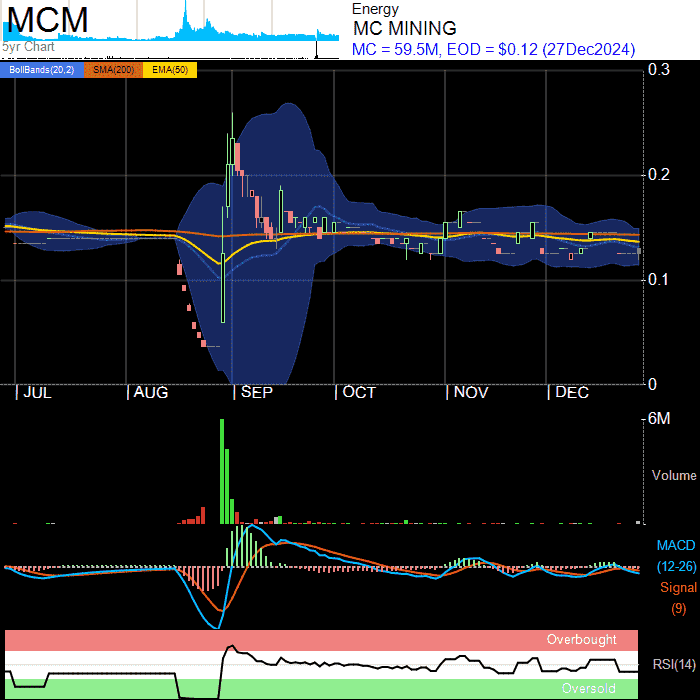 MCM
5yr Chart
Energy
MC MINING
MC = 59.5M, EOD = $0.12 (27Dec2024)
BollBands(20,2) SMA(200) EMA(50)
0.3
0.2
0.1
0
JUL AUG SEP OCT NOV DEC
6M
Volume
MACD
(12-26)
Signal
(9)
Overbought
RSI(14)
Oversold